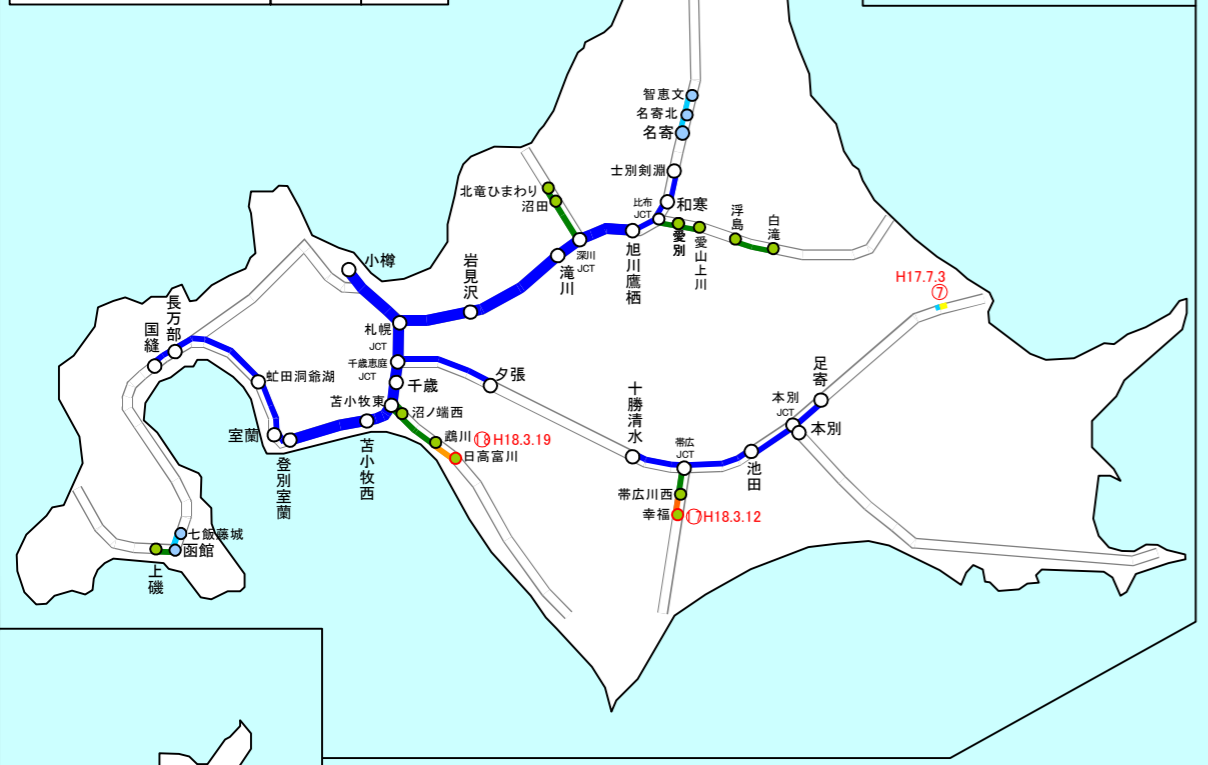 智恵文
名寄北
名寄
士別剣淵
比布
JCT
和寒
北竜ひまわり
沼田
愛別
愛山上川
浮島
白滝
深川
JCT
旭川鷹栖
滝川
岩見沢
小樽
札幌
JCT
千歳恵庭
JCT
千歳
夕張
長万部
国縫
虻田洞爺湖
室蘭
登別室蘭
苫小牧西
苫小牧東
沼ノ端西
鵡川
⑱H18.3.19
日高富川
H17.7.3
⑦
足寄
本別
JCT
本別
池田
十勝清水
帯広
JCT
帯広川西
幸福
⑰H18.3.12
七飯藤城
函館
上磯